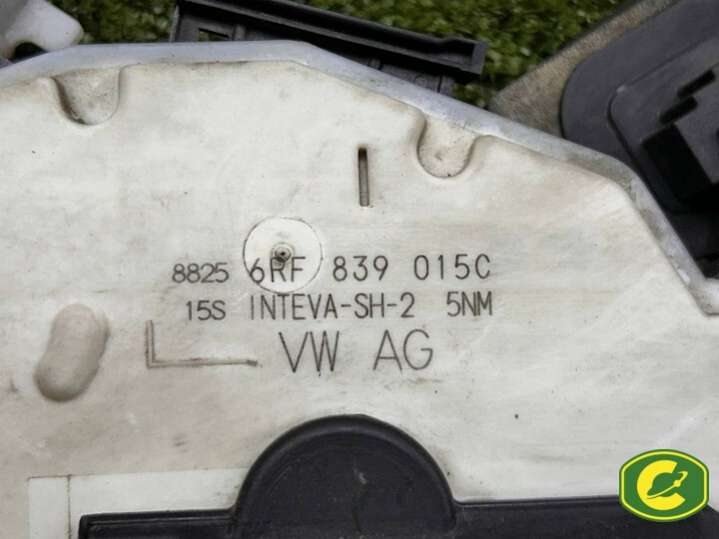 8825 6RF 839 015C
15S INTEVA-SH-2 5NM
VW AG